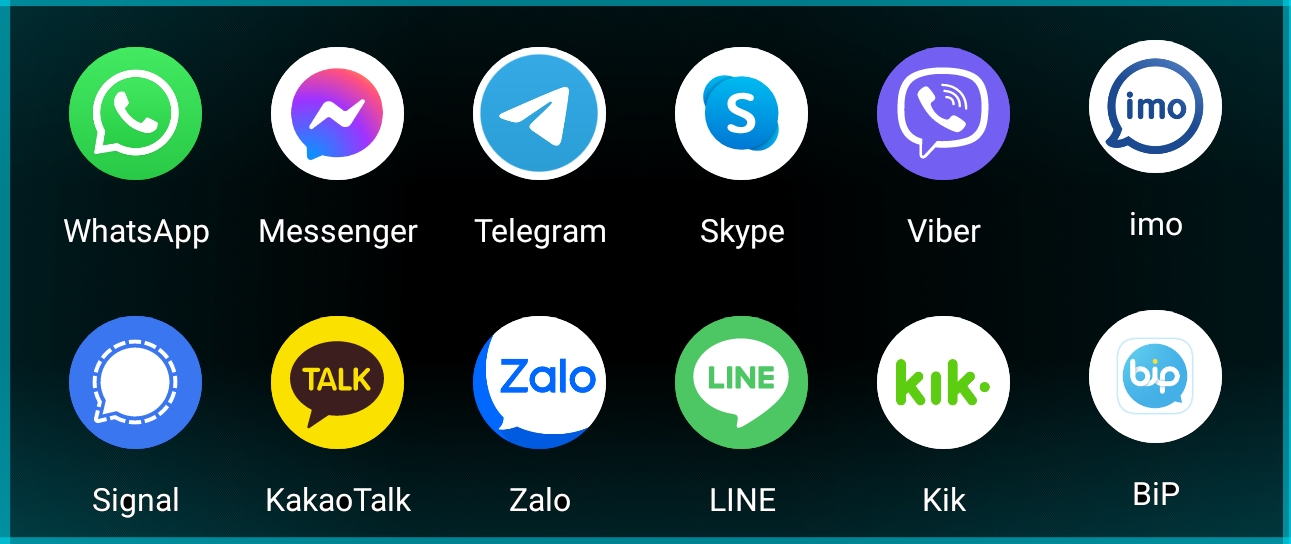 imo
WhatsApp Messenger Telegram Skype Viber imo
TALK Zalo LINE kik. bip
Signal KakaoTalk Zalo LINE Kik BiP